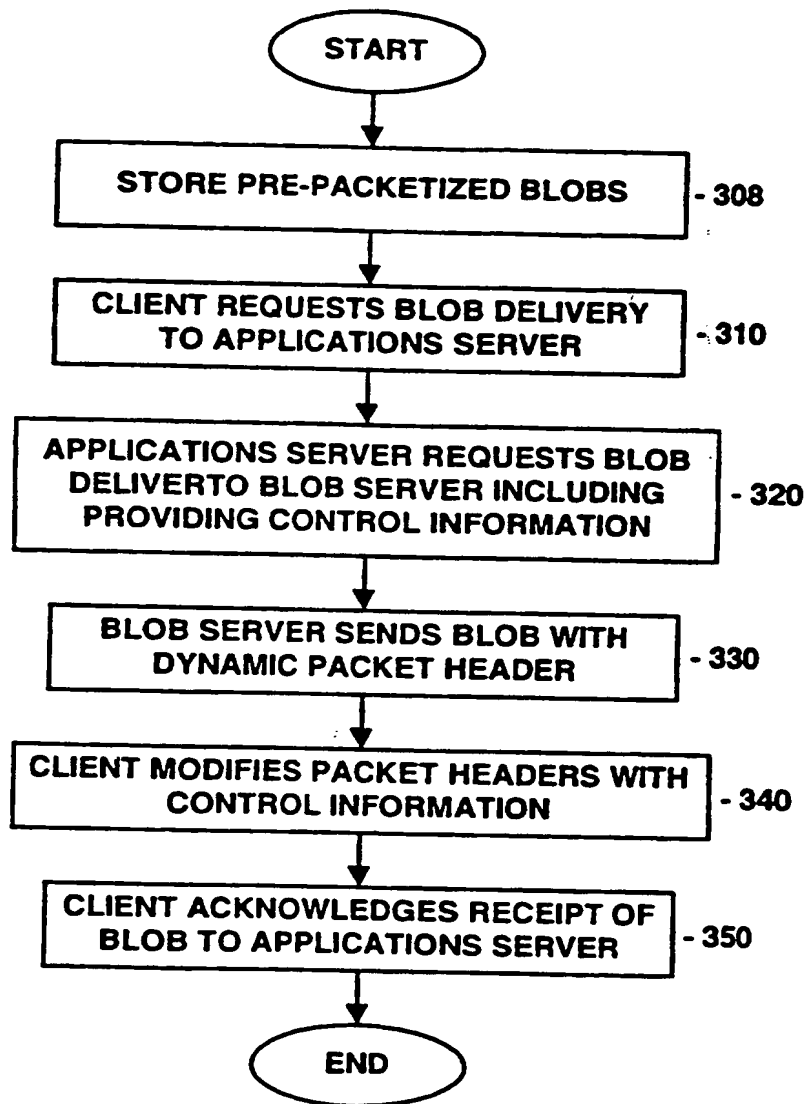 START
STORE PRE-PACKETIZED BLOBS
- 308
CLIENT REQUESTS BLOB DELIVERY
TO APPLICATIONS SERVER
- 310
APPLICATIONS SERVER REQUESTS BLOB
DELIVERTO BLOB SERVER INCLUDING
PROVIDING CONTROL INFORMATION
- 320
BLOB SERVER SENDS BLOB WITH
DYNAMIC PACKET HEADER
- 330
CLIENT MODIFIES PACKET HEADERS WITH
CONTROL INFORMATION
- 340
CLIENT ACKNOWLEDGES RECEIPT OF
BLOB TO APPLICATIONS SERVER
- 350
END